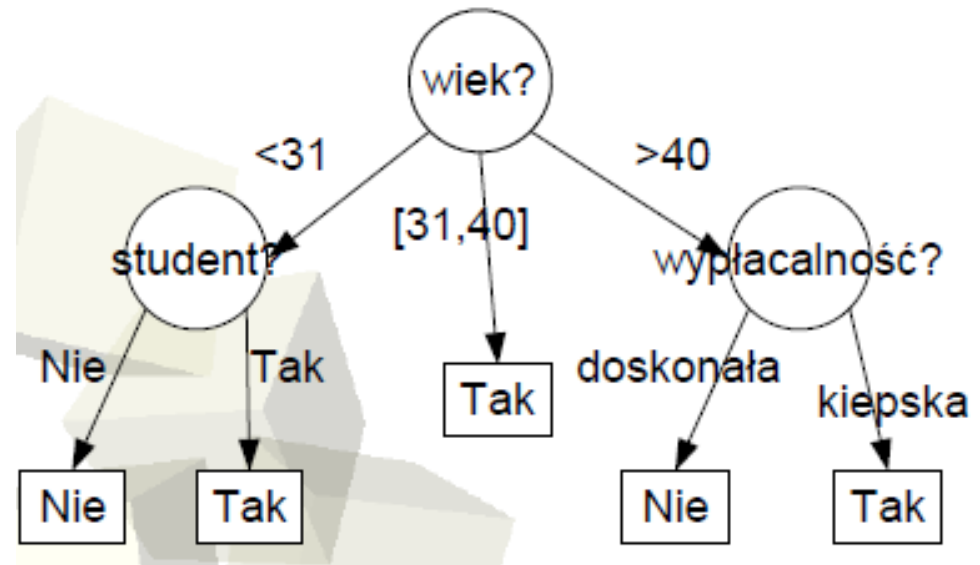 wiek?
<31
>40
[31,40]
student?
wypłacalność?
Nie
Tak
Tak
doskonała
kiepska
Nie
Tak
Nie
Tak